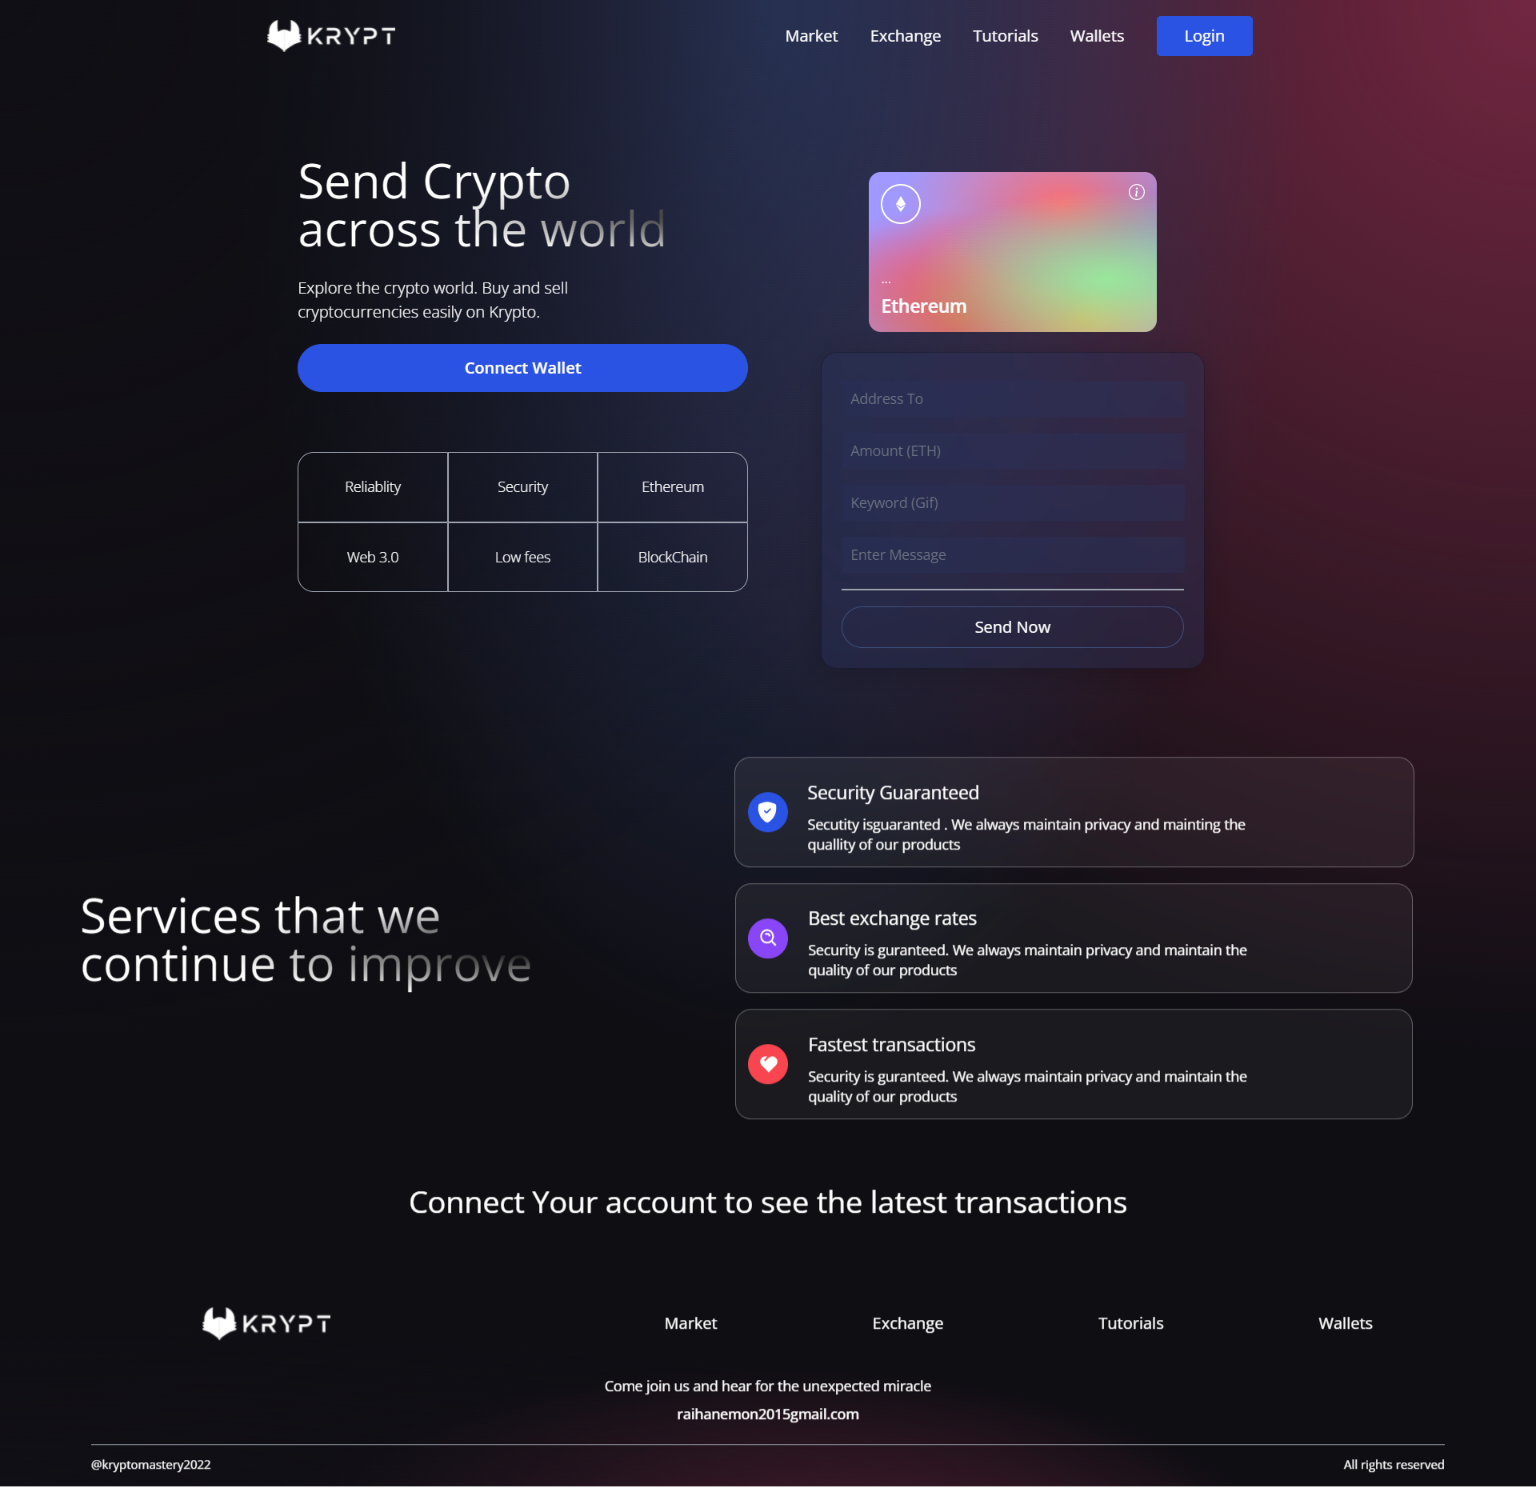 KRYPT
Market
Exchange
Tutorials
Wallets
Login
Send Crypto
across the world
Explore the crypto world. Buy and sell
cryptocurrencies easily on Krypto.
Connect Wallet
Reliablity
Security
Ethereum
Web 3.0
Low fees
BlockChain
...
Ethereum
Address To
Amount (ETH)
Keyword (Gif)
Enter Message
Send Now
Services that we
continue to improve
Security Guaranteed
Secutity isguaranted . We always maintain privacy and mainting the
quallity of our products
Best exchange rates
Security is guranteed. We always maintain privacy and maintain the
quality of our products
Fastest transactions
Security is guranteed. We always maintain privacy and maintain the
quality of our products
Connect Your account to see the latest transactions
KRYPT
Market
Exchange
Tutorials
Wallets
Come join us and hear for the unexpected miracle
raihanemon2015gmail.com
@kryptomastery2022
All rights reserved